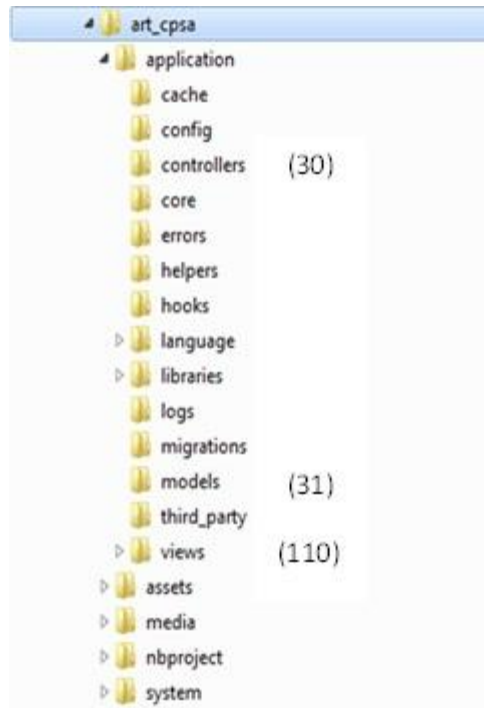 art_cpsa
application
cache
config
controllers (30)
core
errors
helpers
hooks
language
libraries
logs
migrations
models (31)
third_party
views (110)
assets
media
nbproject
system